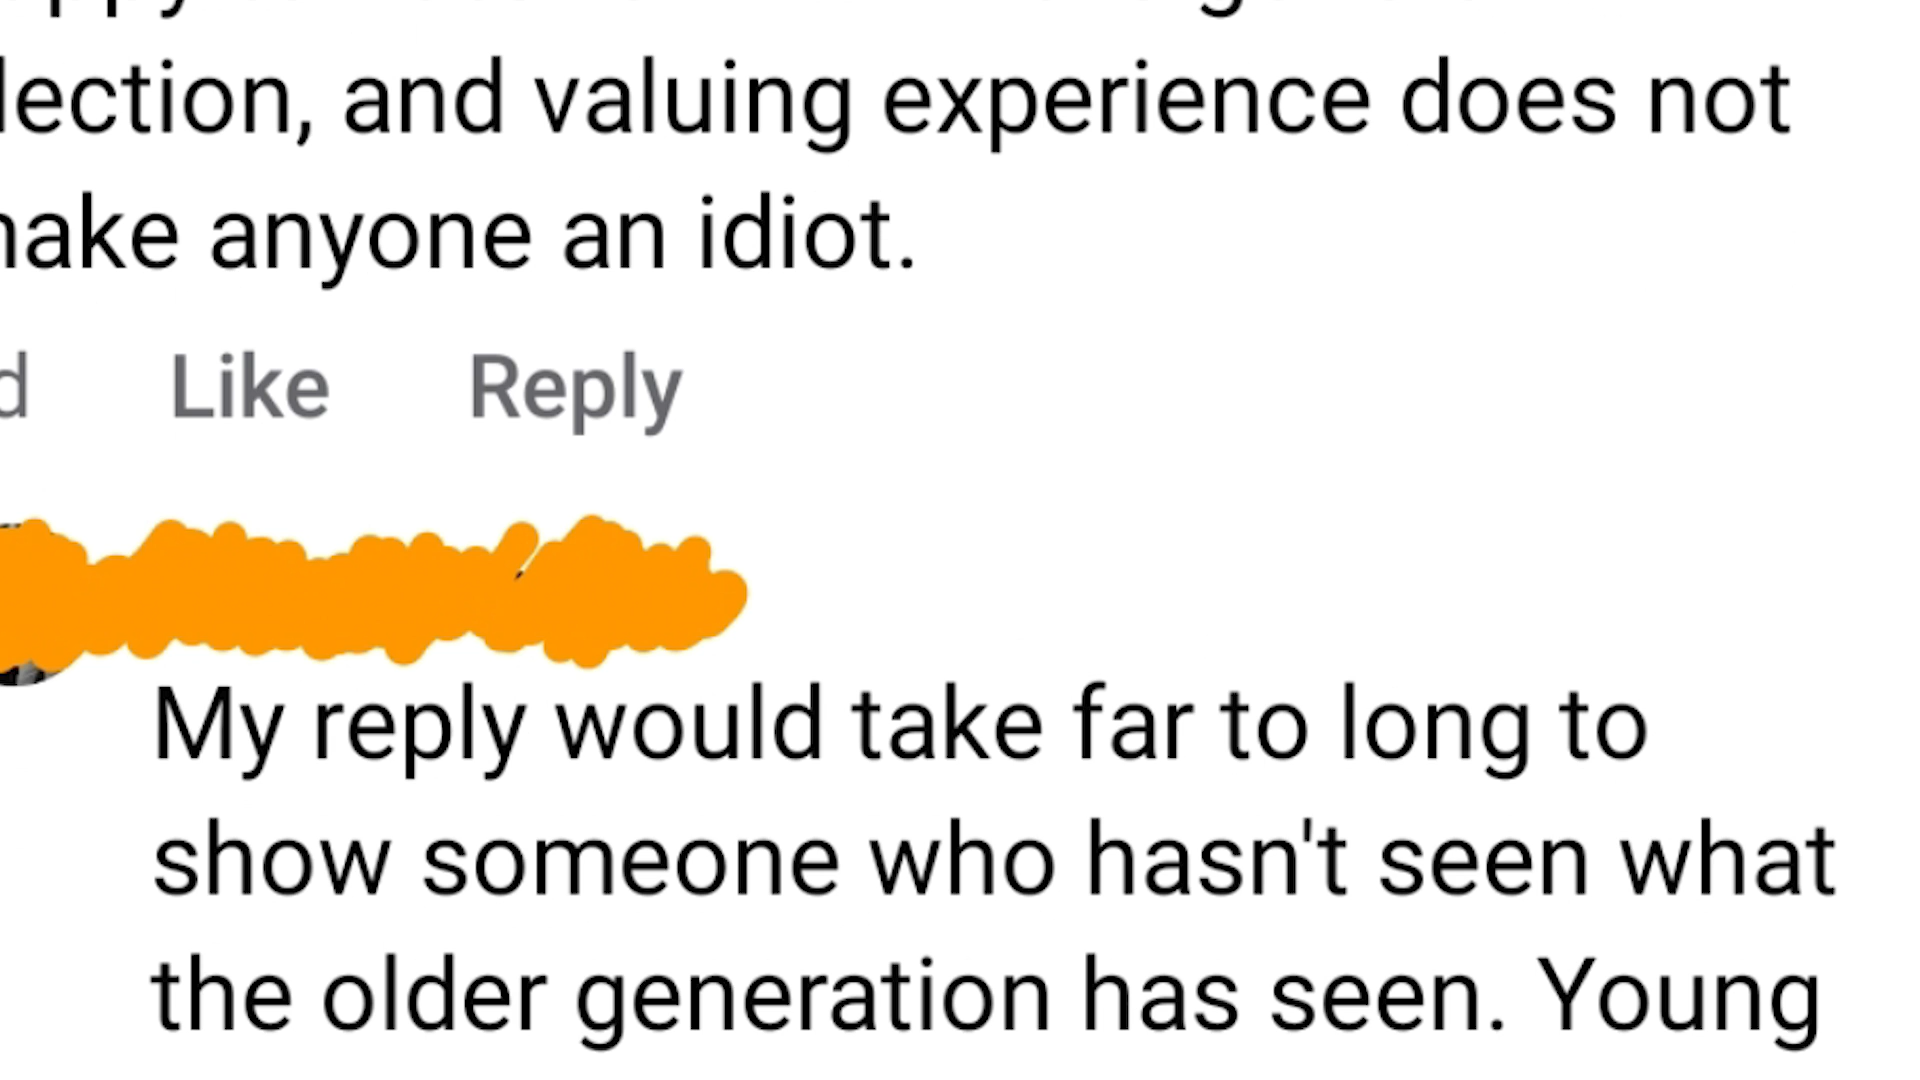 lection, and valuing experience does not
ake anyone an idiot.
d Like Reply
My reply would take far to long to
show someone who hasn't seen what
the older generation has seen. Young